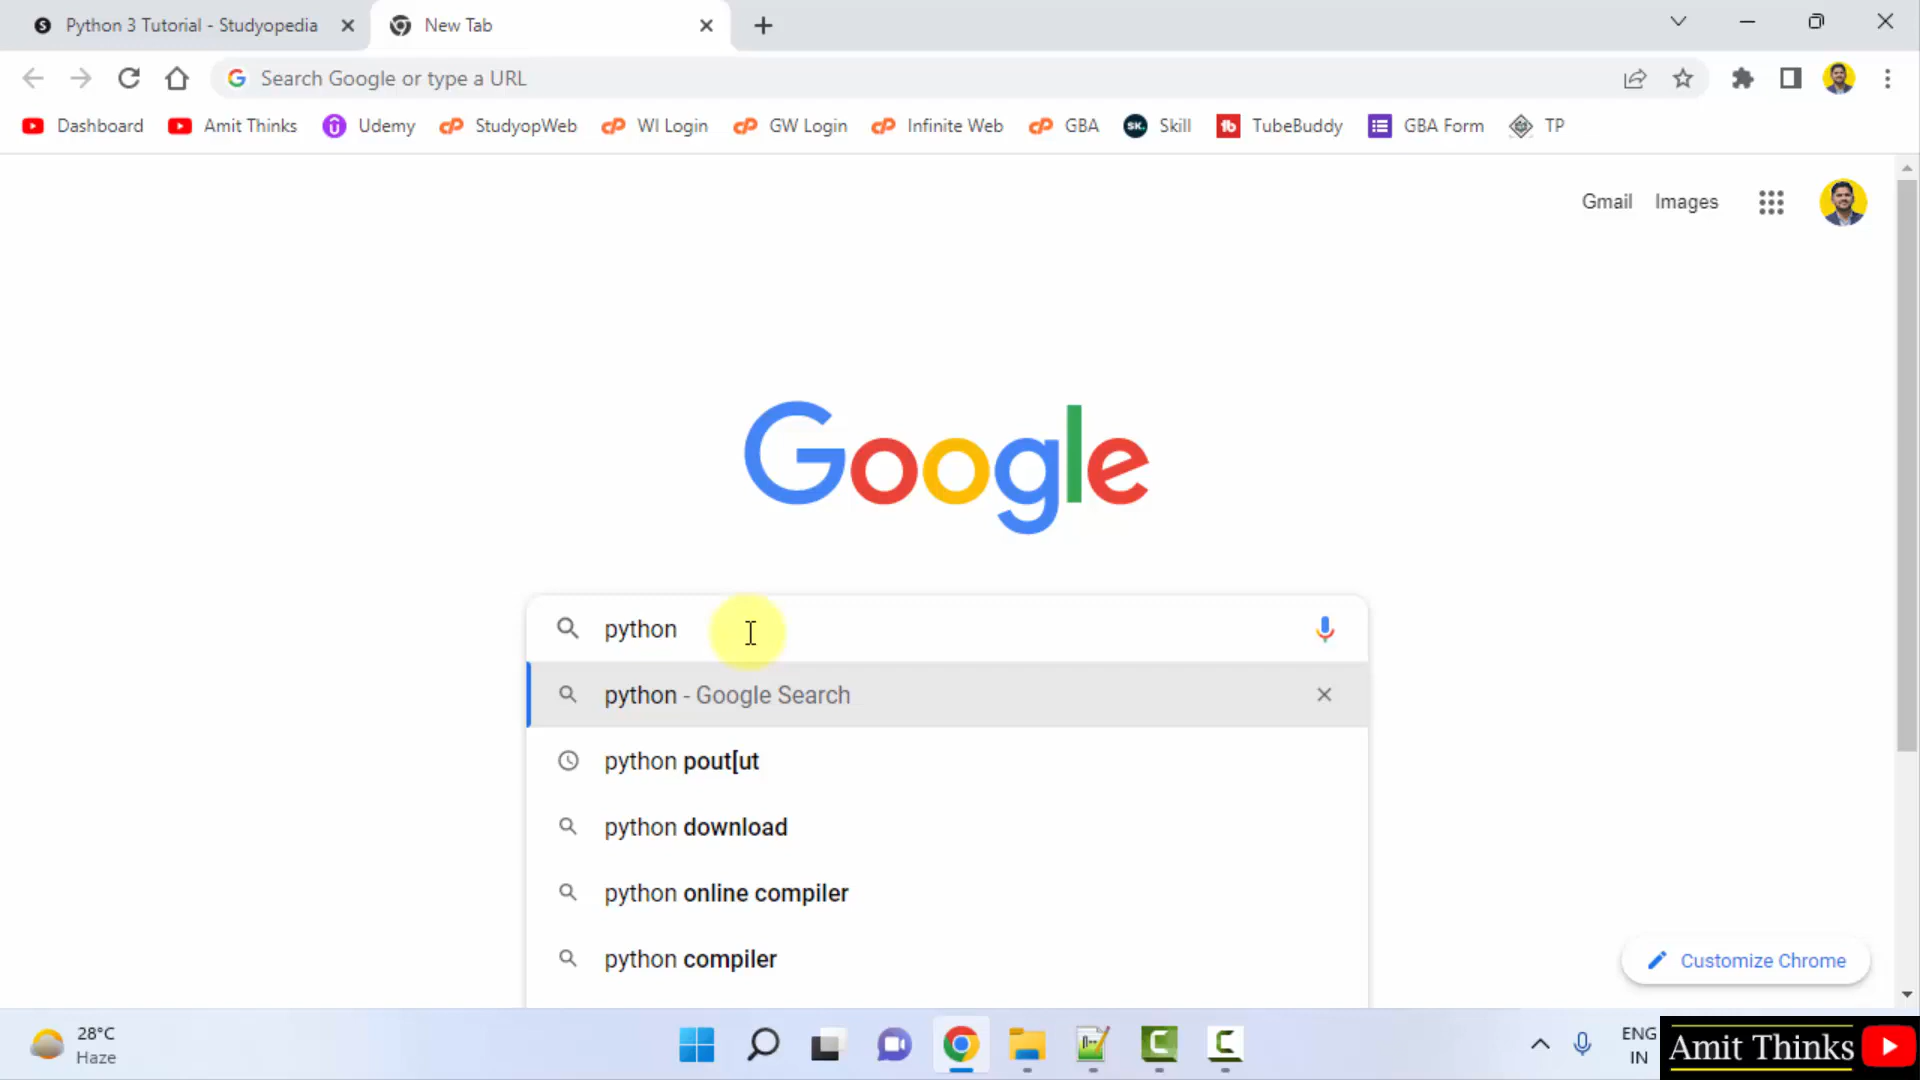 Python 3 Tutorial - Studyopedia
New Tab
Search Google or type a URL
Dashboard Amit Thinks Udemy StudyopWeb WI Login GW Login Infinite Web GBA Skill TubeBuddy GBA Form TP
Gmail Images
Google
python
python - Google Search
python pout[ut
python download
python online compiler
python compiler
Customize Chrome
28°C
Haze
ENG
IN
Amit Thinks